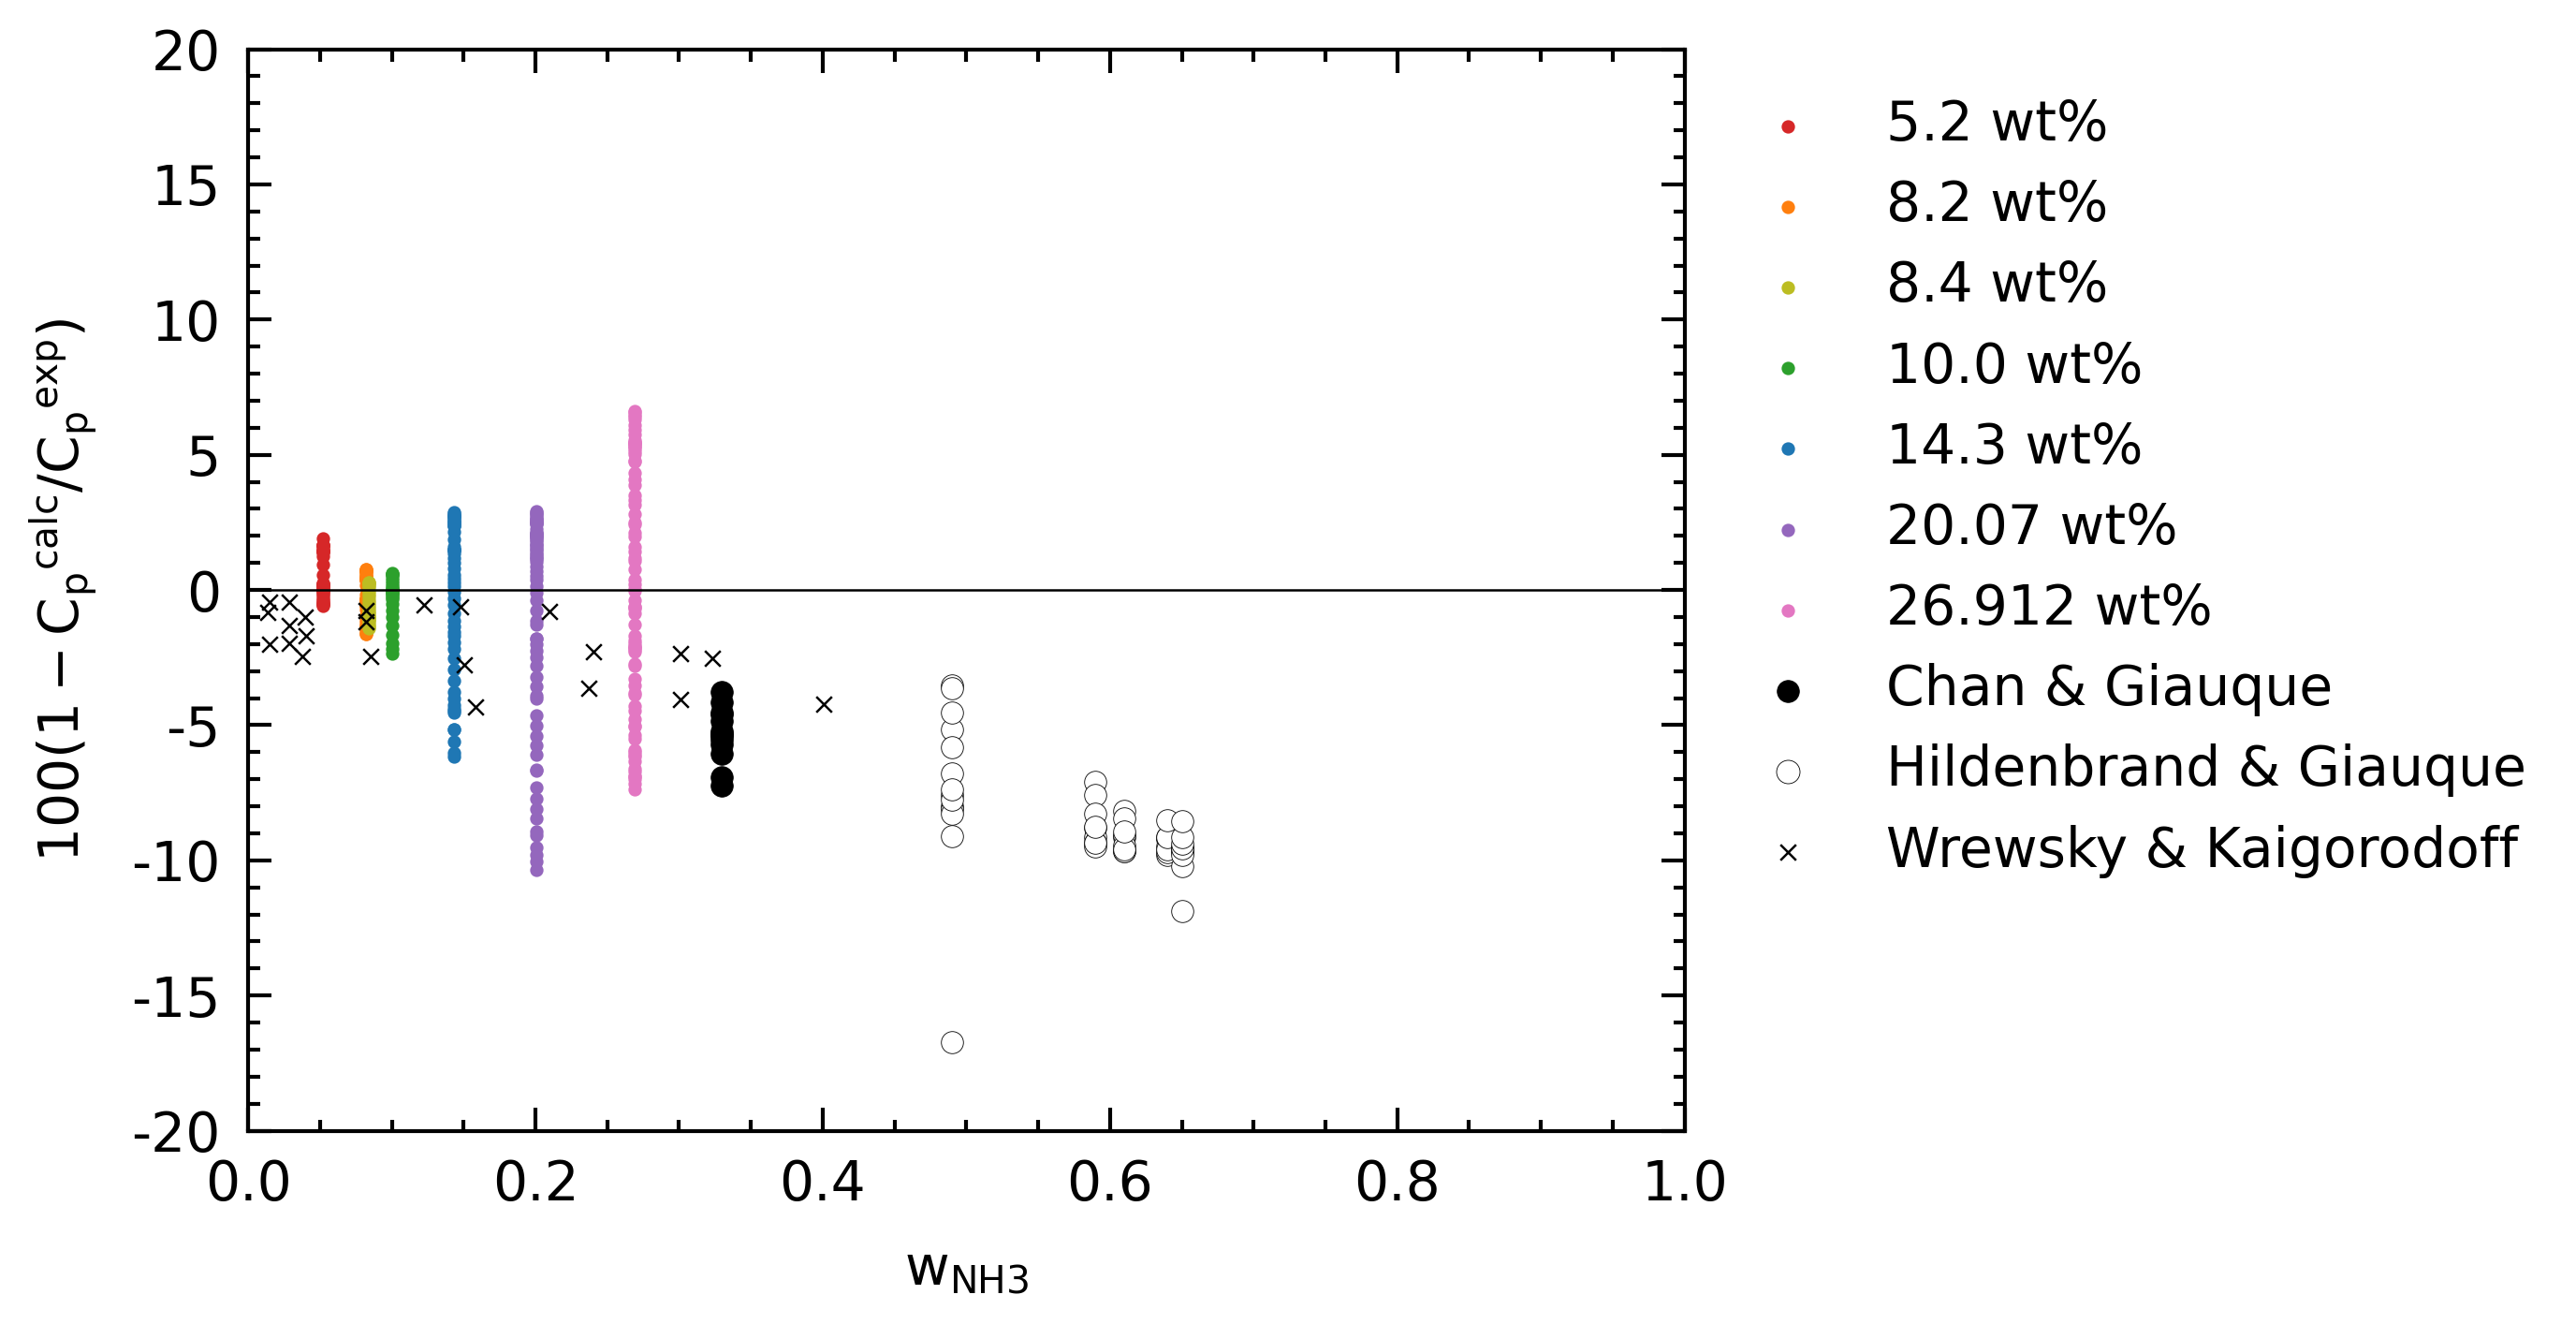 20
15
10
5
0
-5
-10
-15
-20
100(1 − Cp calc/Cp exp)
0.0 0.2 0.4 0.6 0.8 1.0
wNH3
5.2 wt%
8.2 wt%
8.4 wt%
10.0 wt%
14.3 wt%
20.07 wt%
26.912 wt%
Chan & Giauque
Hildenbrand & Giauque
Wrewsky & Kaigorodoff